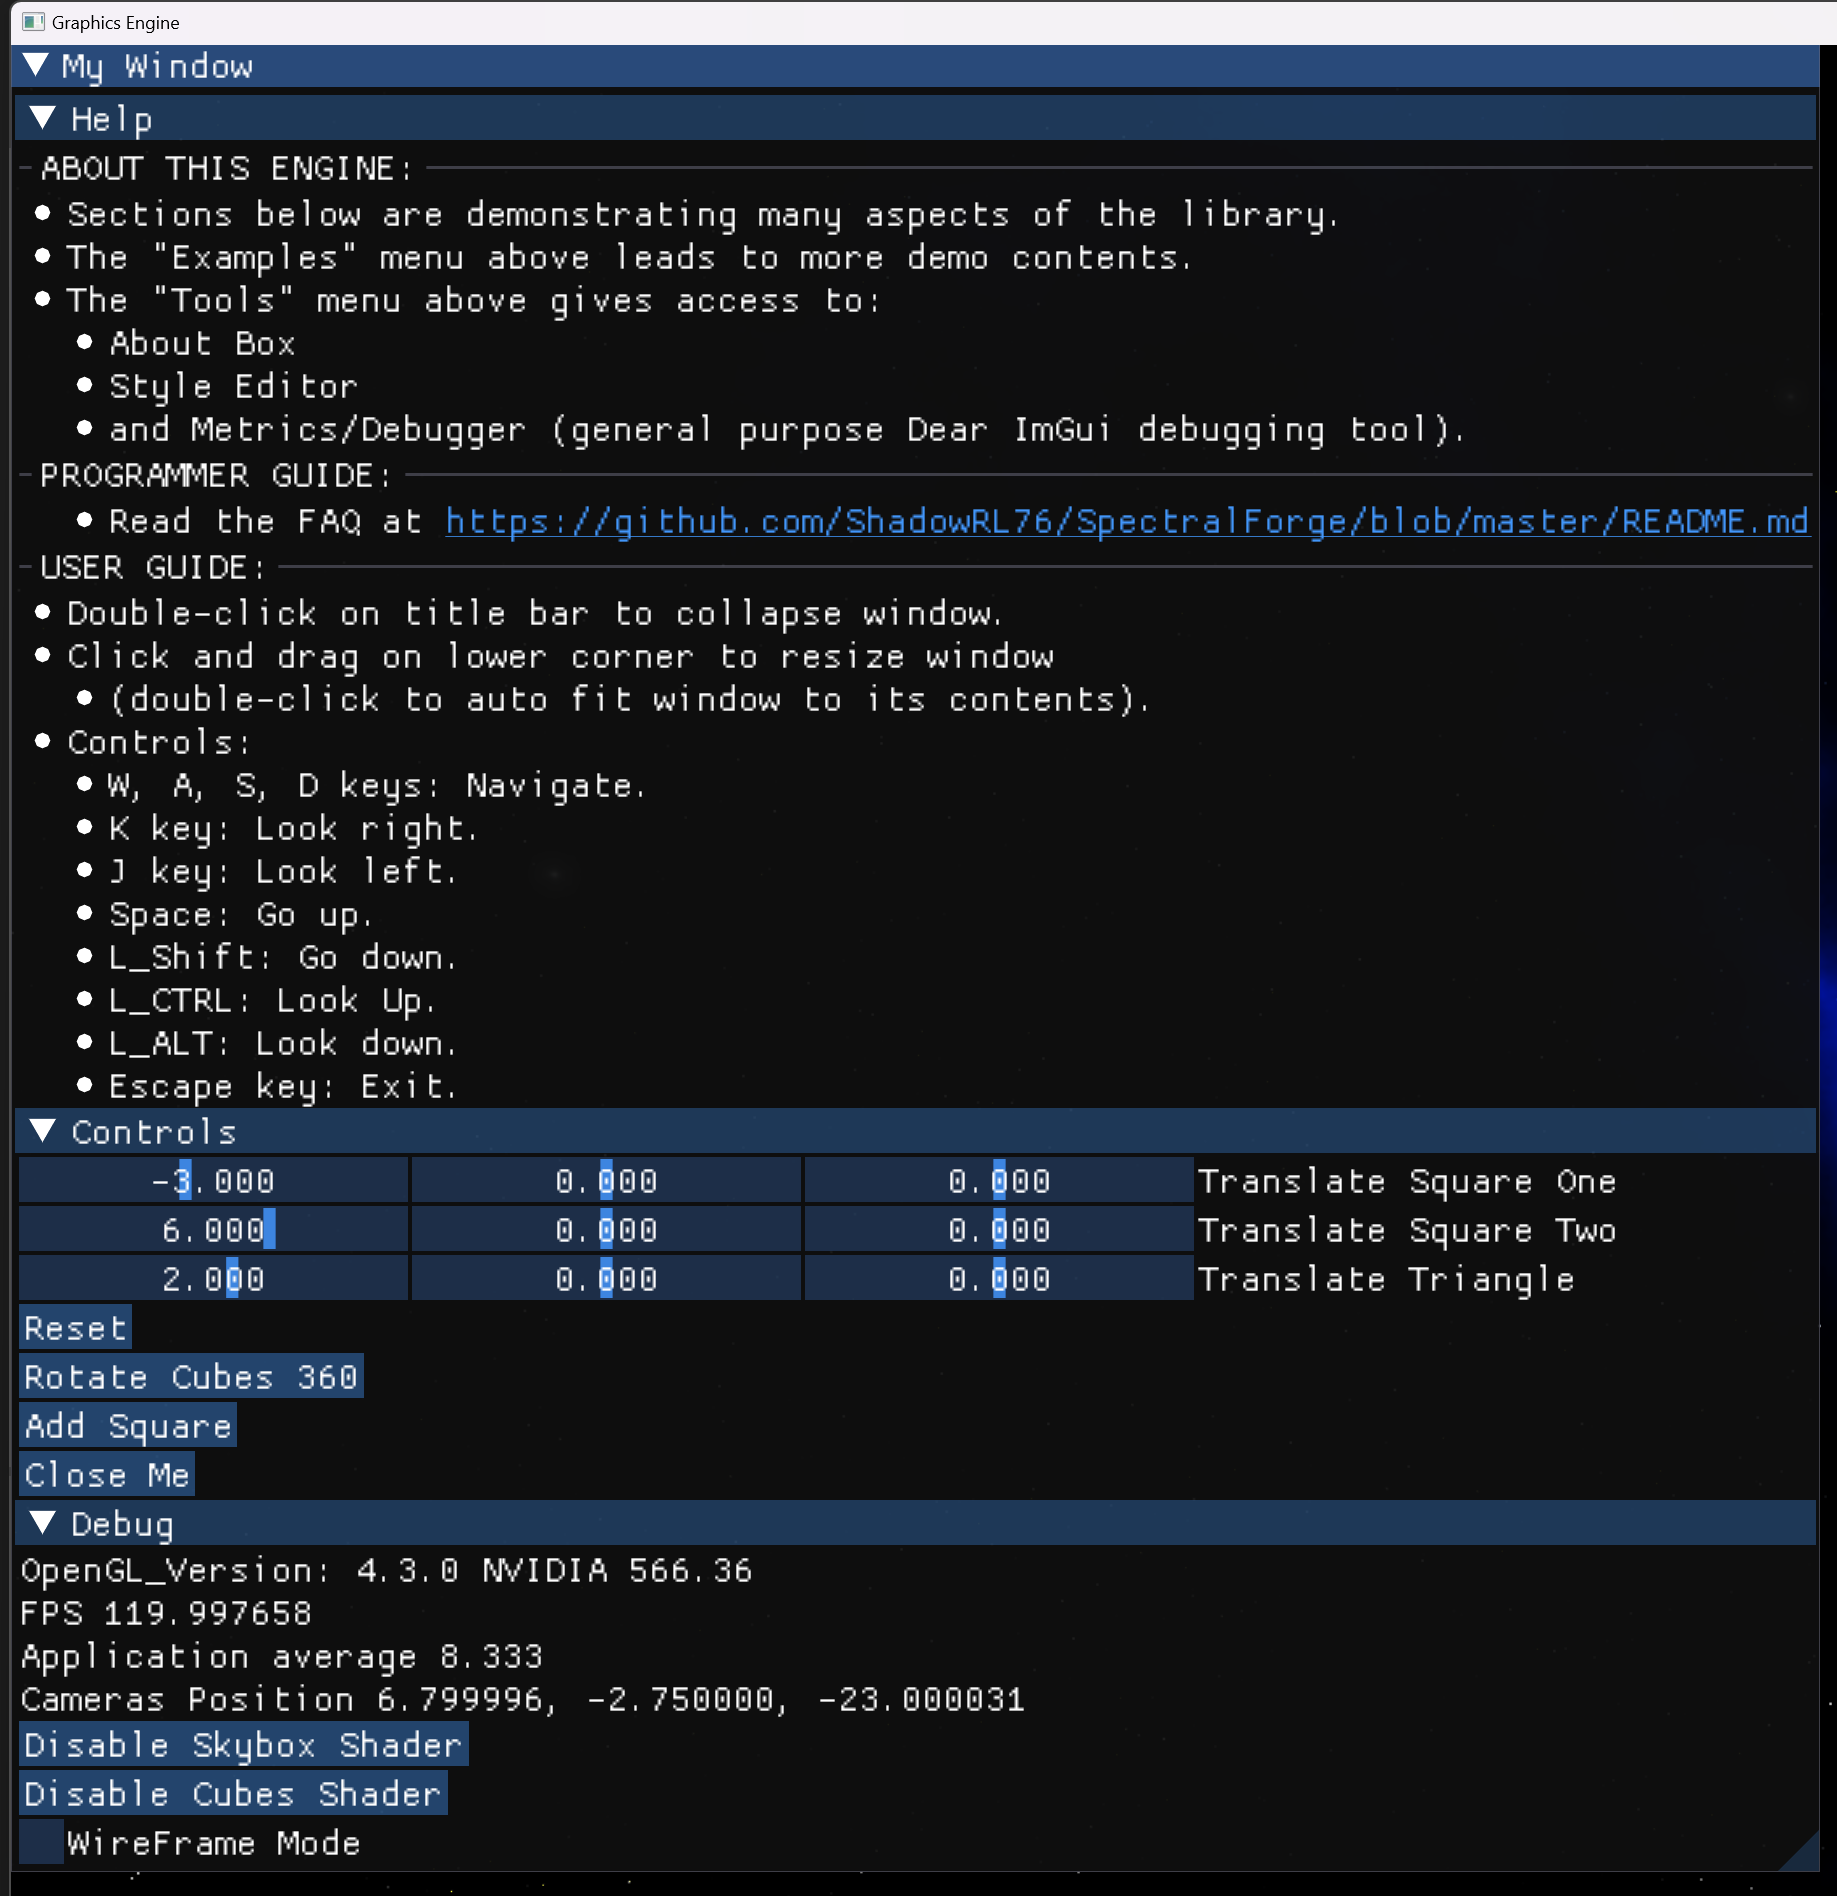 Graphics Engine
My Window
Help
ABOUT THIS ENGINE:
Sections below are demonstrating many aspects of the library.
The "Examples" menu above leads to more demo contents.
The "Tools" menu above gives access to:
About Box
Style Editor
and Metrics/Debugger (general purpose Dear ImGui debugging tool).
PROGRAMMER GUIDE:
Read the FAQ at https://github.com/ShadowRL76/SpectralForge/blob/master/README.md
USER GUIDE:
Double-click on title bar to collapse window.
Click and drag on lower corner to resize window
(double-click to auto fit window to its contents).
Controls:
W, A, S, D keys: Navigate.
K key: Look right.
J key: Look left.
Space: Go up.
L_Shift: Go down.
L_CTRL: Look Up.
L_ALT: Look down.
Escape key: Exit.
Controls
-3.000 0.000 0.000 Translate Square One
6.000 0.000 0.000 Translate Square Two
2.000 0.000 0.000 Translate Triangle
Reset
Rotate Cubes 360
Add Square
Close Me
Debug
OpenGL_Version: 4.3.0 NVIDIA 566.36
FPS 119.997658
Application average 8.333
Cameras Position 6.799996, -2.750000, -23.000031
Disable Skybox Shader
Disable Cubes Shader
WireFrame Mode